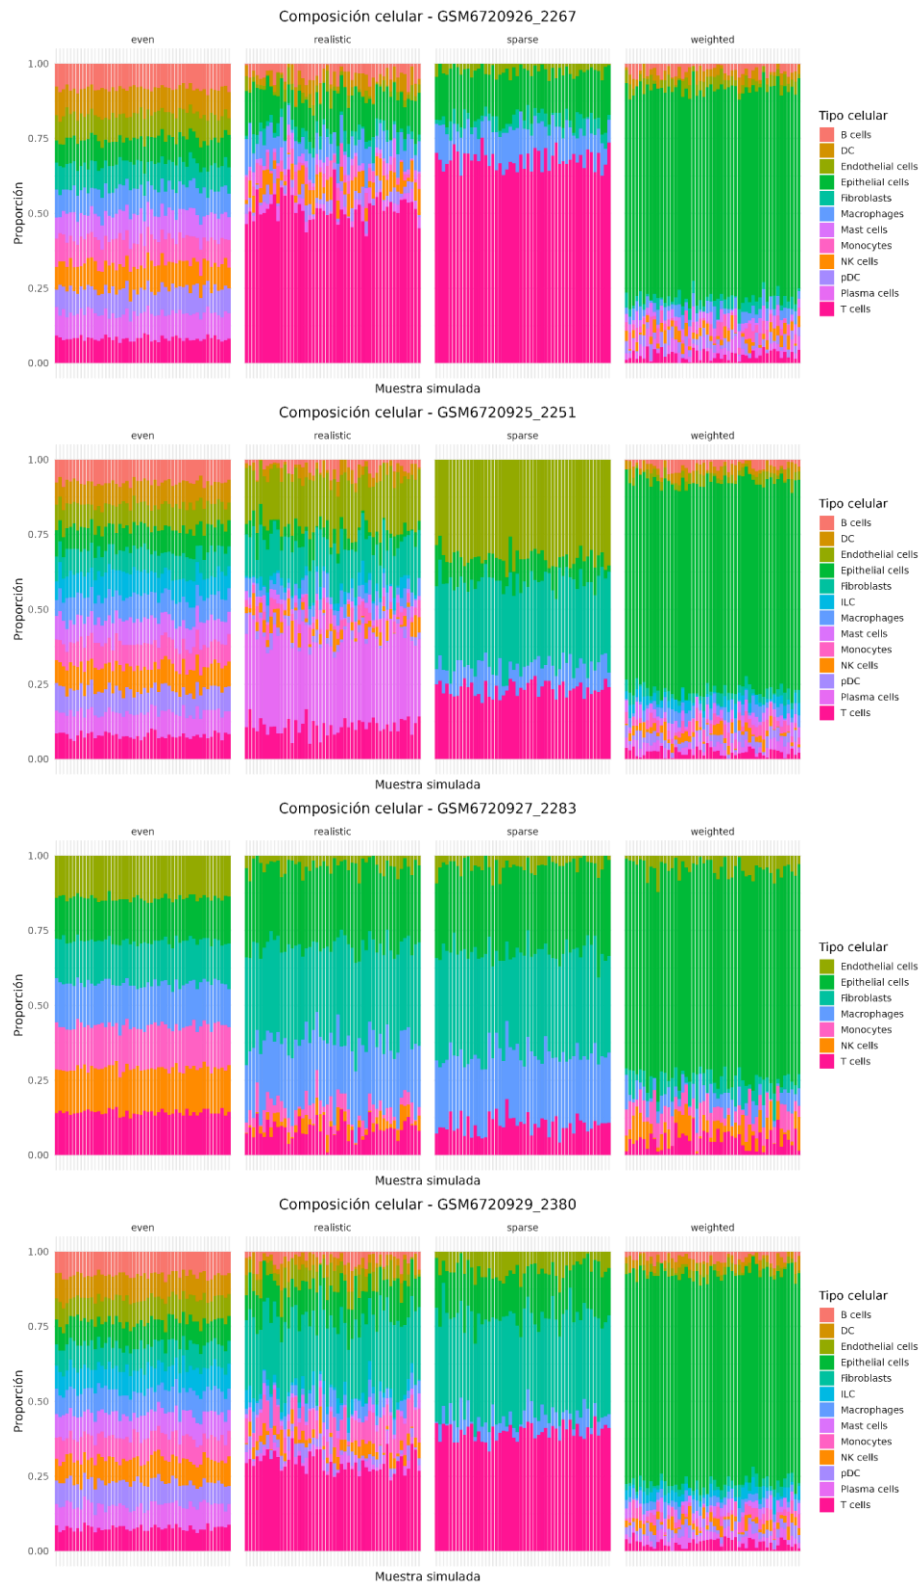 Composición celular - GSM6720926_2267
even realistic sparse weighted
1.00
0.75
0.50
0.25
0.00
Proporción
Muestra simulada
Tipo celular
B cells
DC
Endothelial cells
Epithelial cells
Fibroblasts
Macrophages
Mast cells
Monocytes
NK cells
pDC
Plasma cells
T cells
Composición celular - GSM6720925_2251
even realistic sparse weighted
1.00
0.75
0.50
0.25
0.00
Proporción
Muestra simulada
Tipo celular
B cells
DC
Endothelial cells
Epithelial cells
Fibroblasts
ILC
Macrophages
Mast cells
Monocytes
NK cells
pDC
Plasma cells
T cells
Composición celular - GSM6720927_2283
even realistic sparse weighted
1.00
0.75
0.50
0.25
0.00
Proporción
Muestra simulada
Tipo celular
Endothelial cells
Epithelial cells
Fibroblasts
Macrophages
Monocytes
NK cells
T cells
Composición celular - GSM6720929_2380
even realistic sparse weighted
1.00
0.75
0.50
0.25
0.00
Proporción
Muestra simulada
Tipo celular
B cells
DC
Endothelial cells
Epithelial cells
Fibroblasts
ILC
Macrophages
Mast cells
Monocytes
NK cells
pDC
Plasma cells
T cells